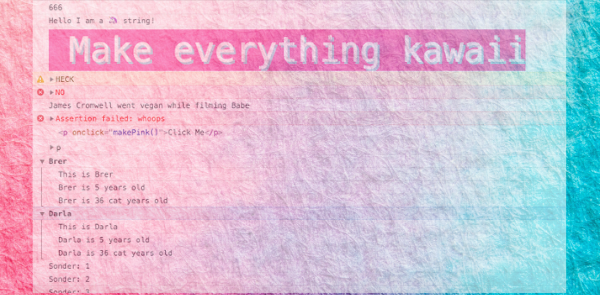 666
Hello I am a 🦄 string!
Make everything kawaii
HECK
NO
James Cromwell went vegan while filming Babe
Assertion failed: whoops
<p onclick="makePink()">Click Me</p>
p
Brer
This is Brer
Brer is 5 years old
Brer is 36 cat years old
Darla
This is Darla
Darla is 5 years old
Darla is 36 cat years old
Sonder: 1
Sonder: 2